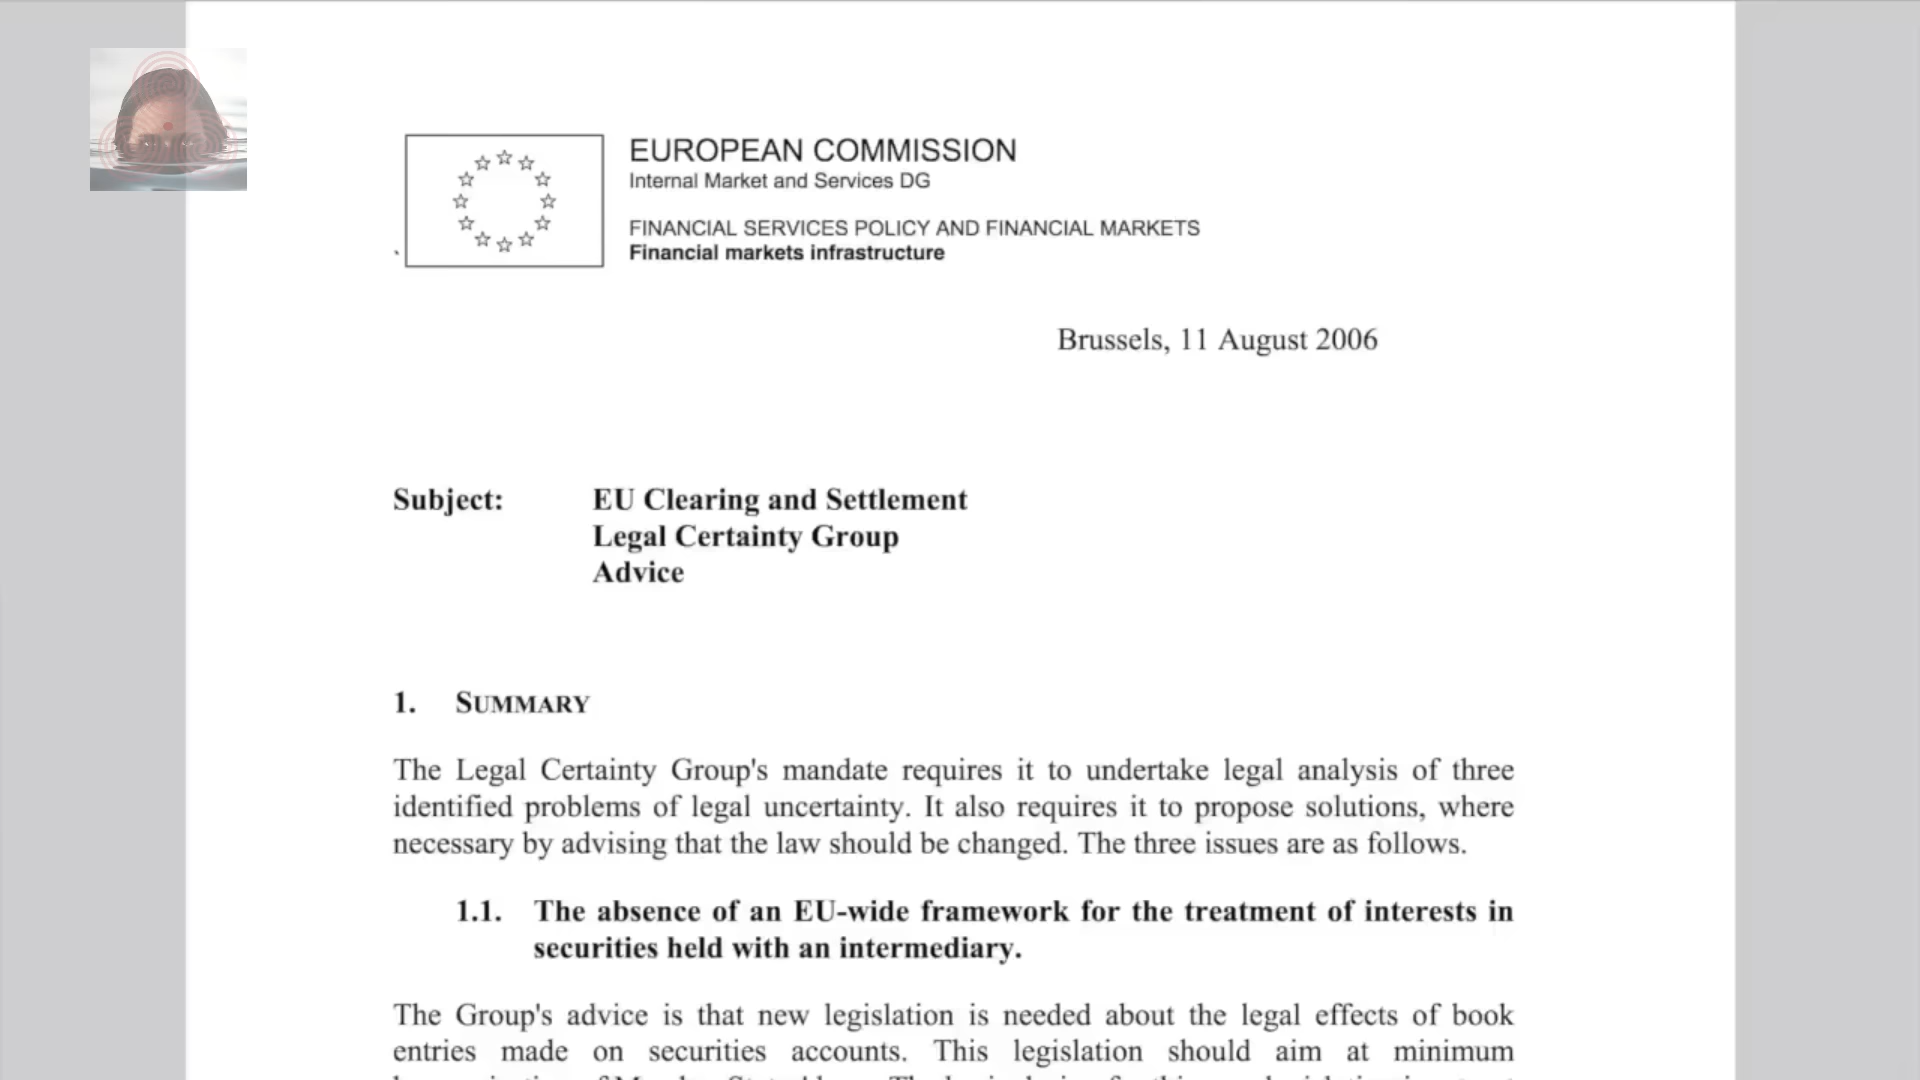 EUROPEAN COMMISSION
Internal Market and Services DG
FINANCIAL SERVICES POLICY AND FINANCIAL MARKETS
Financial markets infrastructure
Brussels, 11 August 2006
Subject: EU Clearing and Settlement
Legal Certainty Group
Advice
1. SUMMARY
The Legal Certainty Group's mandate requires it to undertake legal analysis of three
identified problems of legal uncertainty. It also requires it to propose solutions, where
necessary by advising that the law should be changed. The three issues are as follows.
1.1. The absence of an EU-wide framework for the treatment of interests in
securities held with an intermediary.
The Group's advice is that new legislation is needed about the legal effects of book
entries made on securities accounts. This legislation should aim at minimum